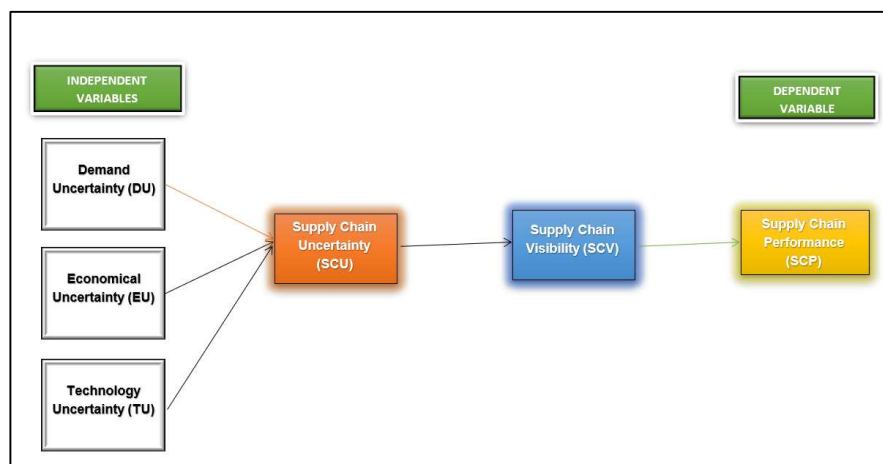 INDEPENDENT
VARIABLES
DEPENDENT
VARIABLE
Demand
Uncertainty (DU)
Supply Chain
Uncertainty
(SCU)
Supply Chain
Visibility (SCV)
Supply Chain
Performance
(SCP)
Economical
Uncertainty (EU)
Technology
Uncertainty (TU)